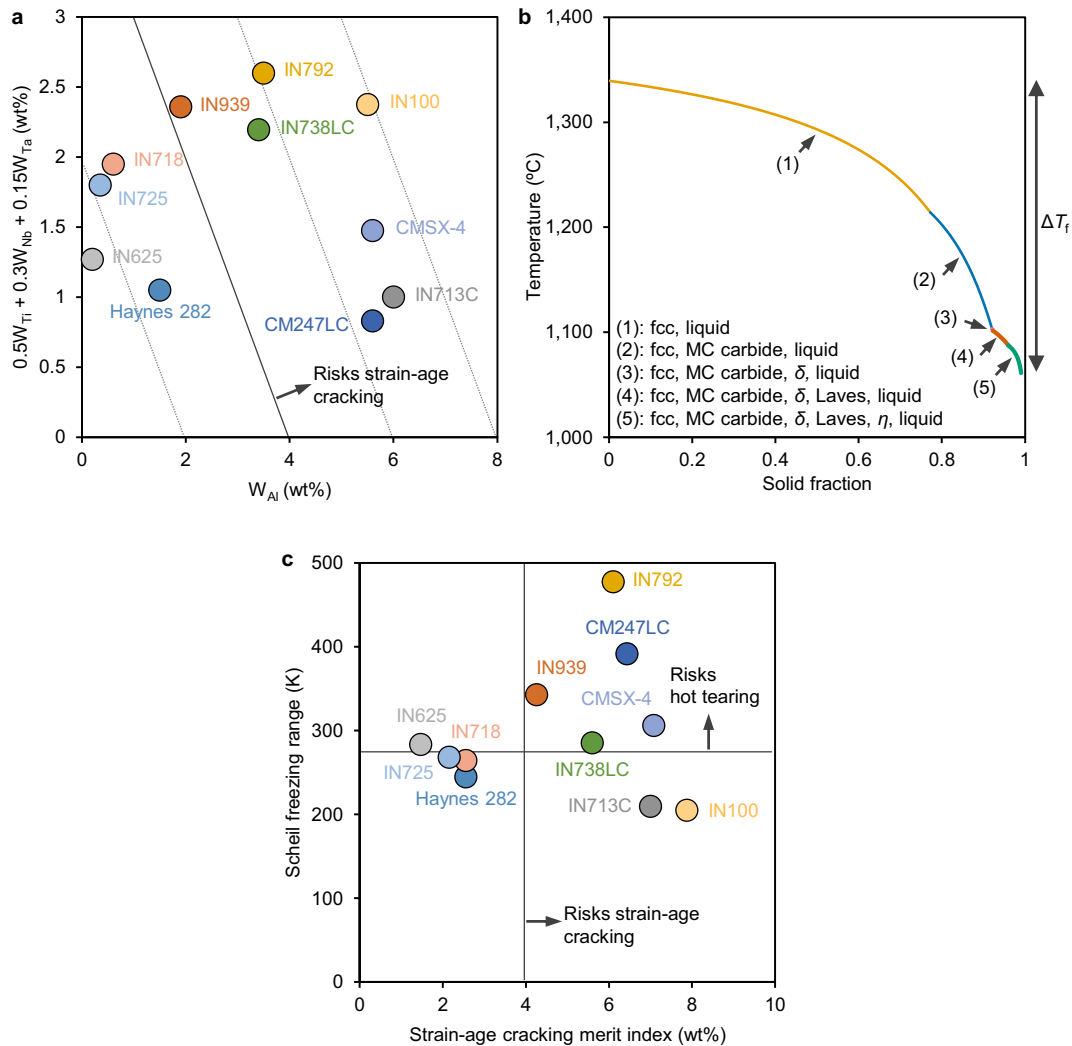 a
0.5W_Ti + 0.3W_Nb + 0.15W_Ta (wt%)
3
2.5
2
1.5
1
0.5
0
IN792
IN100
IN939
IN738LC
IN718
IN725
CMSX-4
IN625
IN713C
Haynes 282
CM247LC
Risks strain-age
cracking
0
2
4
6
8
W_Al (wt%)
b
Temperature (ºC)
1,400
1,300
1,200
1,100
1,000
(1)
(2)
(3)
(4)
(5)
ΔT_f
(1): fcc, liquid
(2): fcc, MC carbide, liquid
(3): fcc, MC carbide, δ, liquid
(4): fcc, MC carbide, δ, Laves, liquid
(5): fcc, MC carbide, δ, Laves, η, liquid
0
0.2
0.4
0.6
0.8
1
Solid fraction
c
Scheil freezing range (K)
500
400
300
200
100
0
IN792
CM247LC
IN939
Risks
hot tearing
CMSX-4
IN625
IN718
IN725
IN738LC
Haynes 282
IN713C
IN100
Risks strain-age
cracking
0
2
4
6
8
10
Strain-age cracking merit index (wt%)